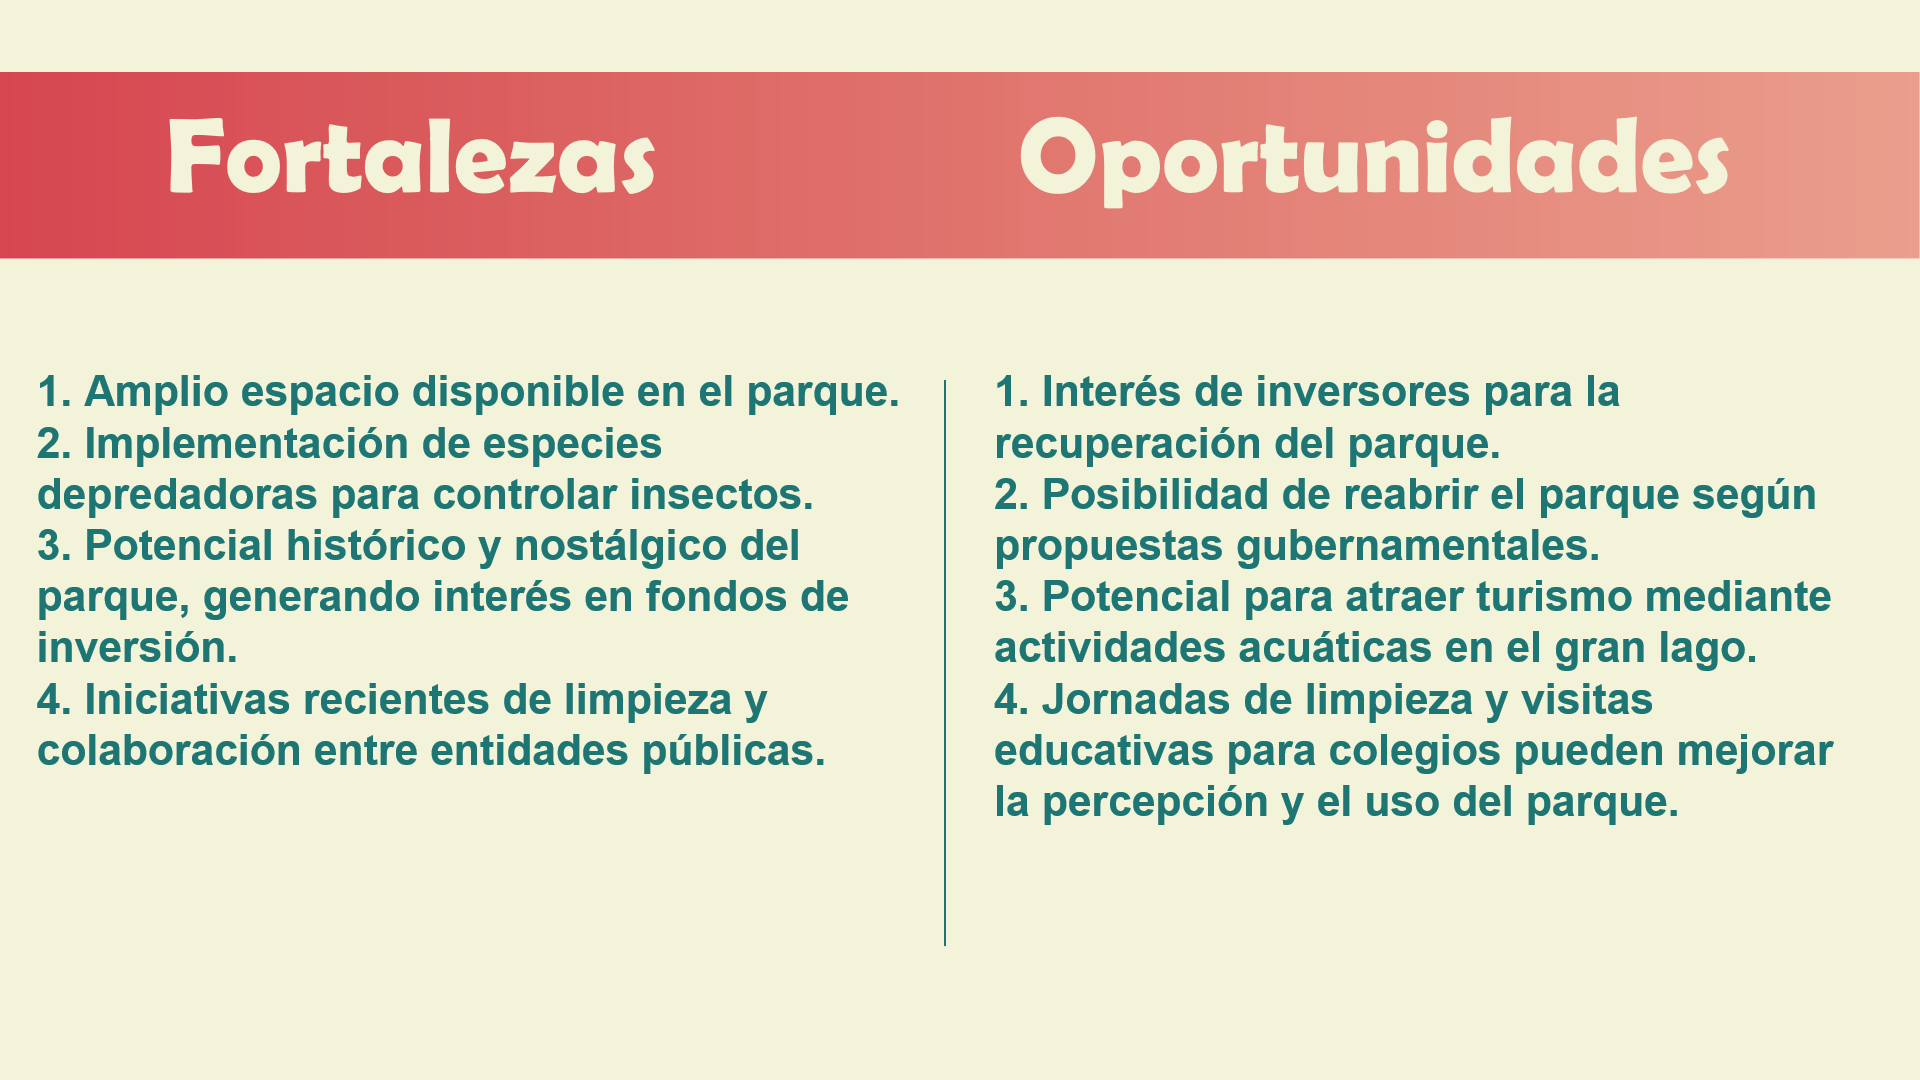 Fortalezas
Oportunidades
1. Amplio espacio disponible en el parque.
2. Implementación de especies
depredadoras para controlar insectos.
3. Potencial histórico y nostálgico del
parque, generando interés en fondos de
inversión.
4. Iniciativas recientes de limpieza y
colaboración entre entidades públicas.
1. Interés de inversores para la
recuperación del parque.
2. Posibilidad de reabrir el parque según
propuestas gubernamentales.
3. Potencial para atraer turismo mediante
actividades acuáticas en el gran lago.
4. Jornadas de limpieza y visitas
educativas para colegios pueden mejorar
la percepción y el uso del parque.